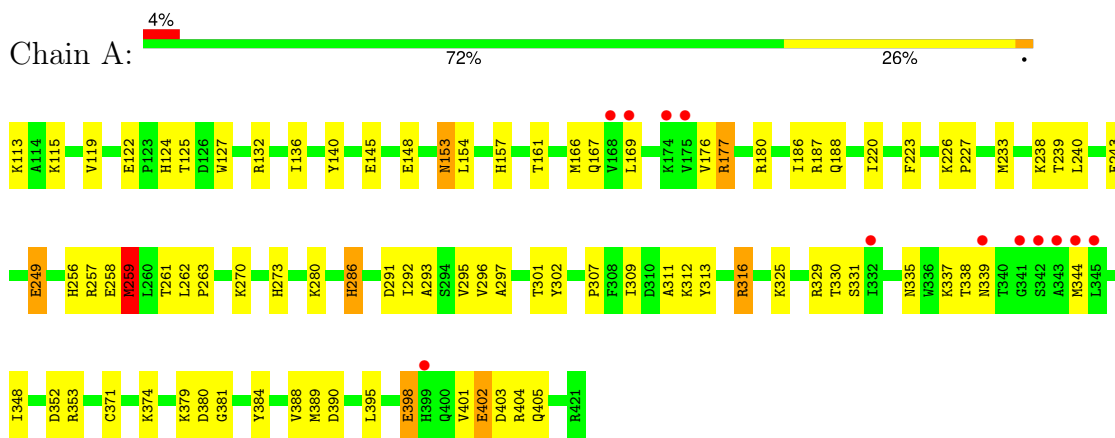 4%
Chain A:
72% 26% •
K113 A114 K115 V119 E122 P123 H124 T125 D126 W127 R132 I136 Y140 E145 E148 N153 L154 H157 T161 M166 Q167 V168 L169 K174 V175 V176 R177 R180 I186 R187 Q188 I220 F223 K226 P227 M233 K238 T239 L240
E249 H256 R257 E258 M259 L260 T261 L262 P263 K270 H273 K280 H286 D291 I292 A293 S294 V295 V296 A297 T301 Y302 P307 F308 I309 D310 A311 K312 Y313 R316 K325 R329 T330 S331 I332 N335 W336 K337 T338 N339 T340 G341 S342 A343 M344 L345
I348 D352 R353 C371 K374 K379 D380 G381 Y384 V388 M389 D390 L395 E398 H399 Q400 V401 E402 D403 R404 Q405 R421